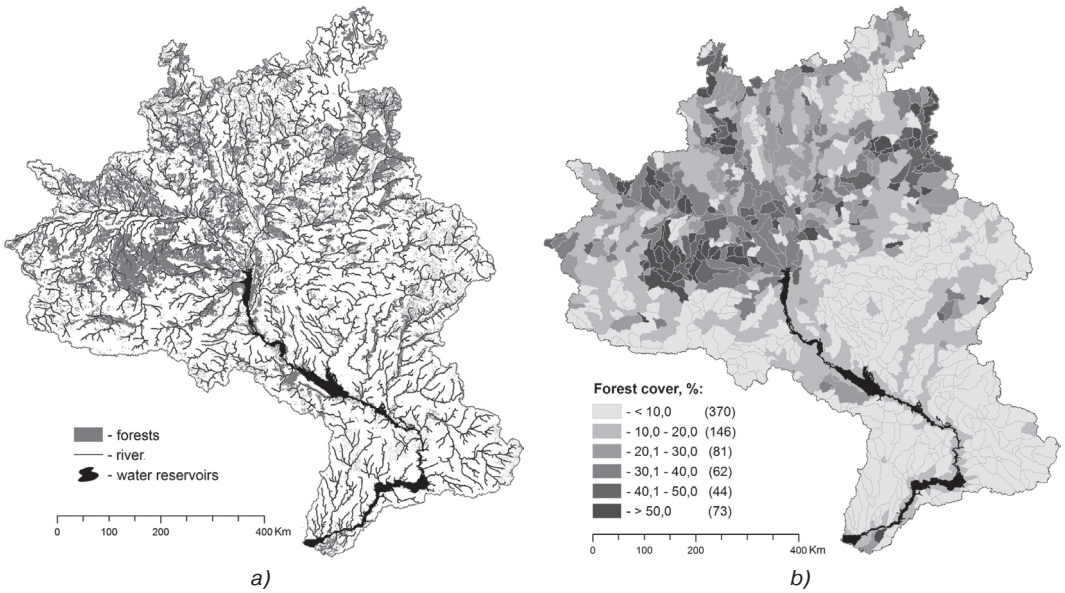 - forests
- river
- water reservoirs
0 100 200 400 Km
a)
Forest cover, %:
- < 10,0 (370)
- 10,0 - 20,0 (146)
- 20,1 - 30,0 (81)
- 30,1 - 40,0 (62)
- 40,1 - 50,0 (44)
- > 50,0 (73)
0 100 200 400 Km
b)